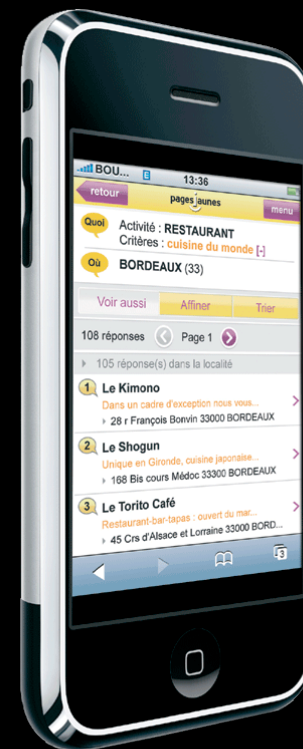 BOU... E 13:36
retour pages jaunes menu
Quoi Activité : RESTAURANT
Critères : cuisine du monde [-]
Où BORDEAUX (33)
Voir aussi Affiner Trier
108 réponses Page 1
105 réponse(s) dans la localité
1 Le Kimono
Dans un cadre d'exception nous vous...
28 r François Bonvin 33000 BORDEAUX
2 Le Shogun
Unique en Gironde, cuisine japonaise...
168 Bis cours Médoc 33300 BORDEAUX
3 Le Torito Café
Restaurant-bar-tapas : ouvert du mar...
45 Crs d'Alsace et Lorraine 33000 BORD...
3